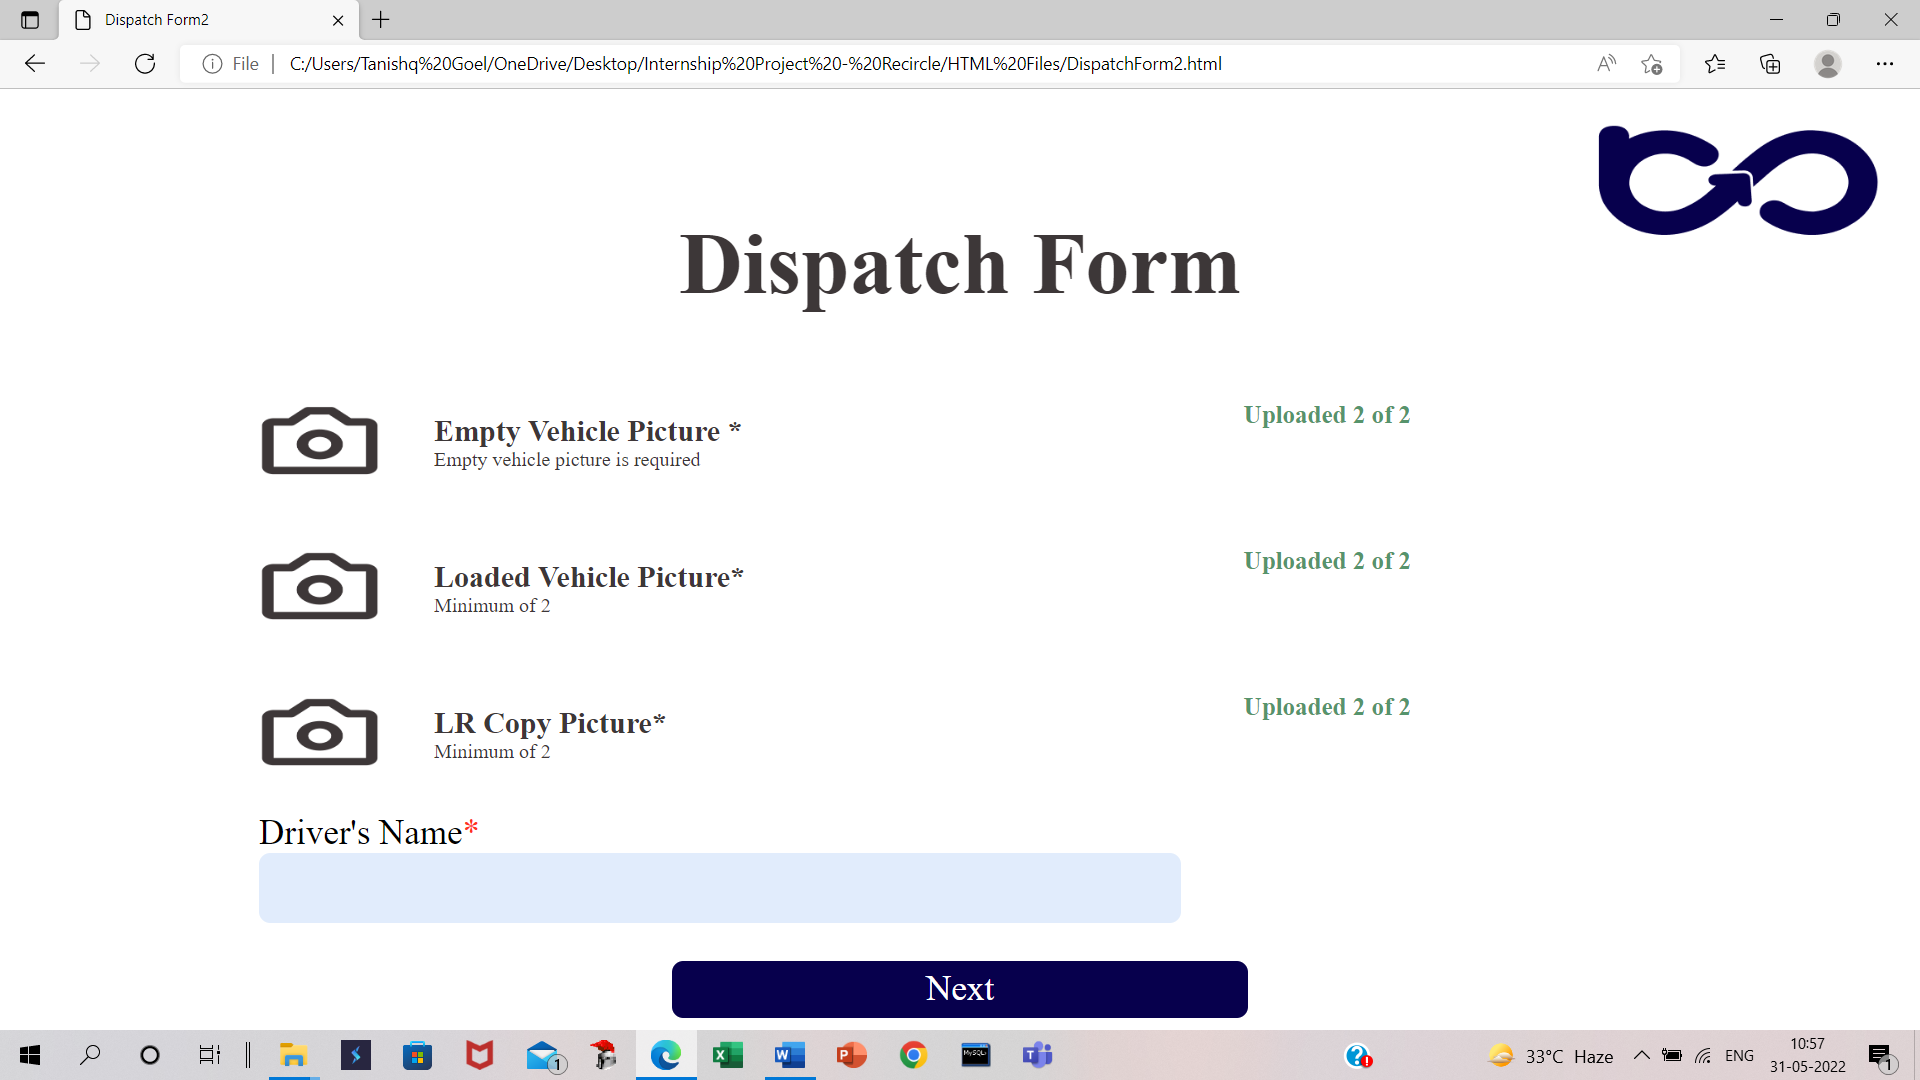 Dispatch Form2
File
C:/Users/Tanishq%20Goel/OneDrive/Desktop/Internship%20Project%20-%20Recircle/HTML%20Files/DispatchForm2.html
Dispatch Form
Empty Vehicle Picture *
Empty vehicle picture is required
Uploaded 2 of 2
Loaded Vehicle Picture*
Minimum of 2
Uploaded 2 of 2
LR Copy Picture*
Minimum of 2
Uploaded 2 of 2
Driver's Name*
Next
1
33°C Haze
ENG
10:57
31-05-2022
1